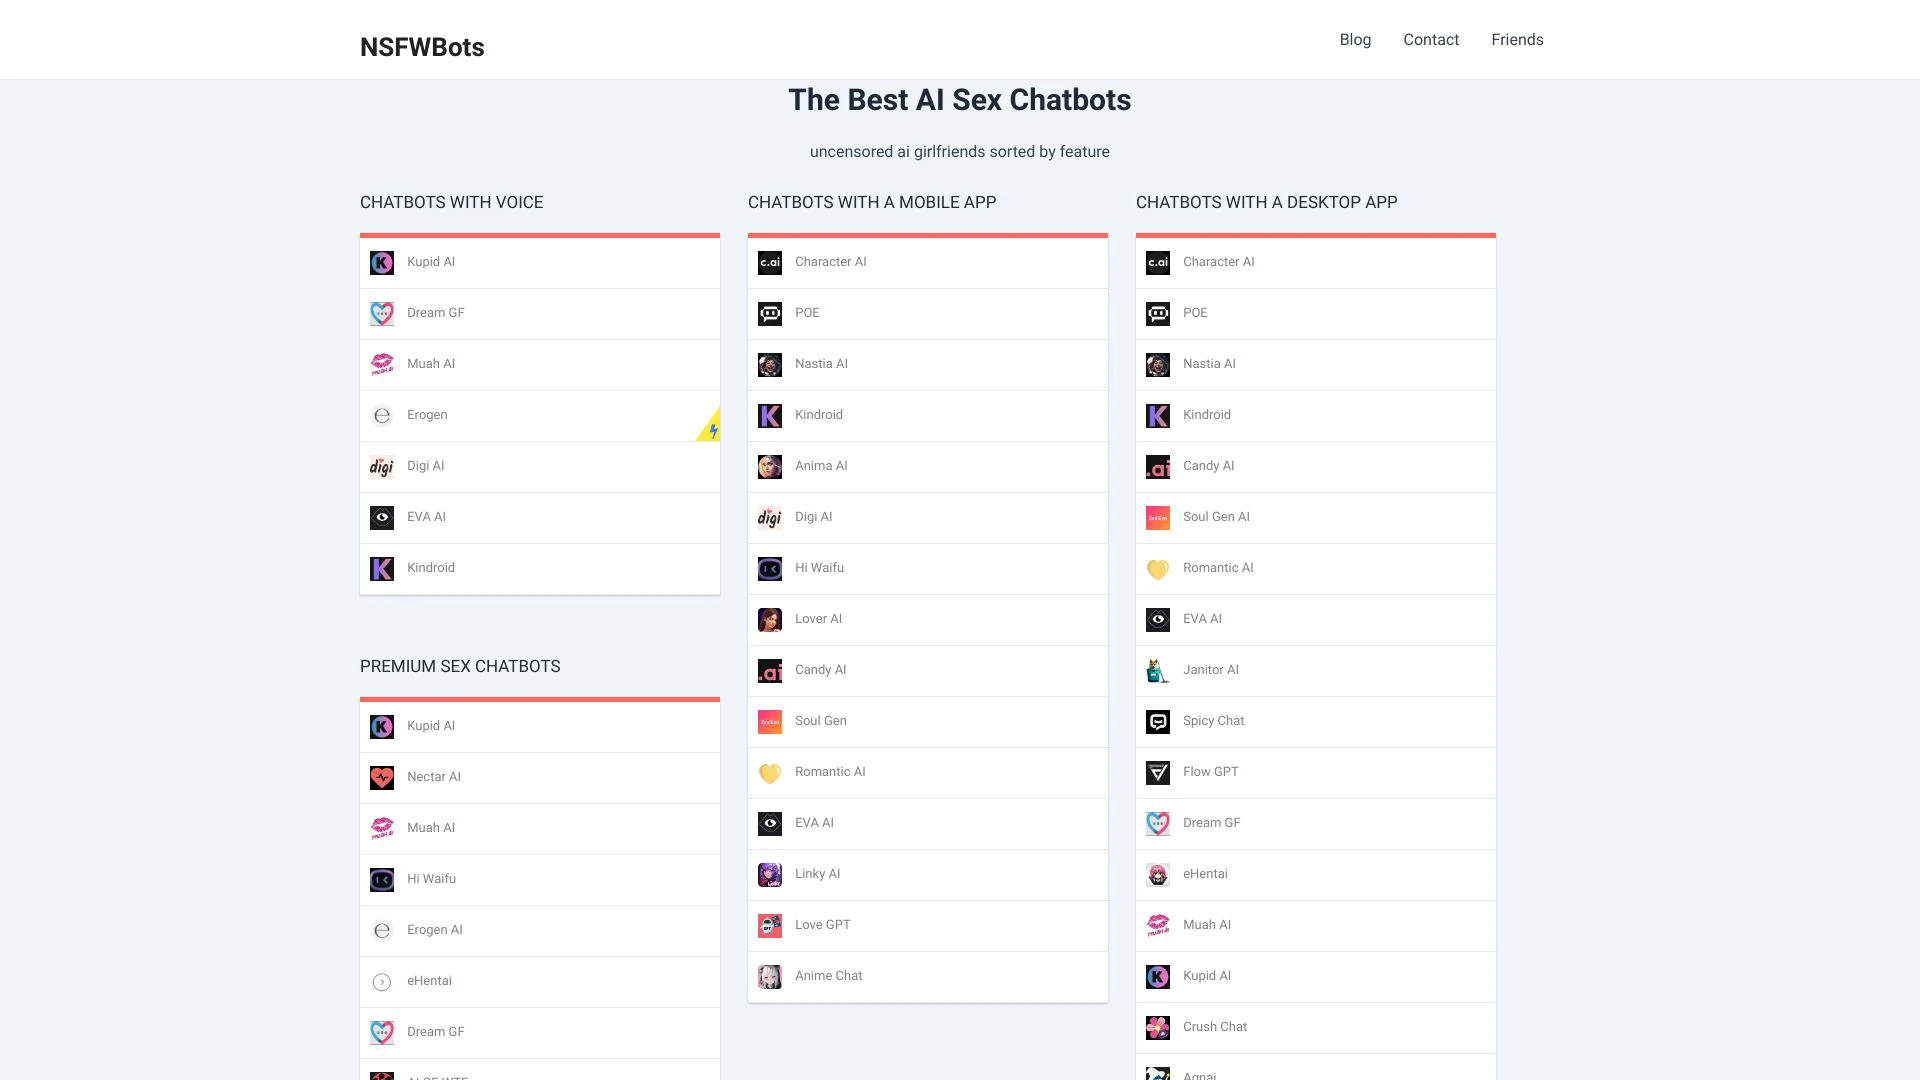 NSFWBots
Blog
Contact
Friends
The Best AI Sex Chatbots
uncensored ai girlfriends sorted by feature
CHATBOTS WITH VOICE
Kupid AI
Dream GF
Muah AI
Erogen
Digi AI
EVA AI
Kindroid
PREMIUM SEX CHATBOTS
Kupid AI
Nectar AI
Muah AI
Hi Waifu
Erogen AI
eHentai
Dream GF
CHATBOTS WITH A MOBILE APP
Character AI
POE
Nastia AI
Kindroid
Anima AI
Digi AI
Hi Waifu
Lover AI
Candy AI
Soul Gen
Romantic AI
EVA AI
Linky AI
Love GPT
Anime Chat
CHATBOTS WITH A DESKTOP APP
Character AI
POE
Nastia AI
Kindroid
Candy AI
Soul Gen AI
Romantic AI
EVA AI
Janitor AI
Spicy Chat
Flow GPT
Dream GF
eHentai
Muah AI
Kupid AI
Crush Chat
Agnai